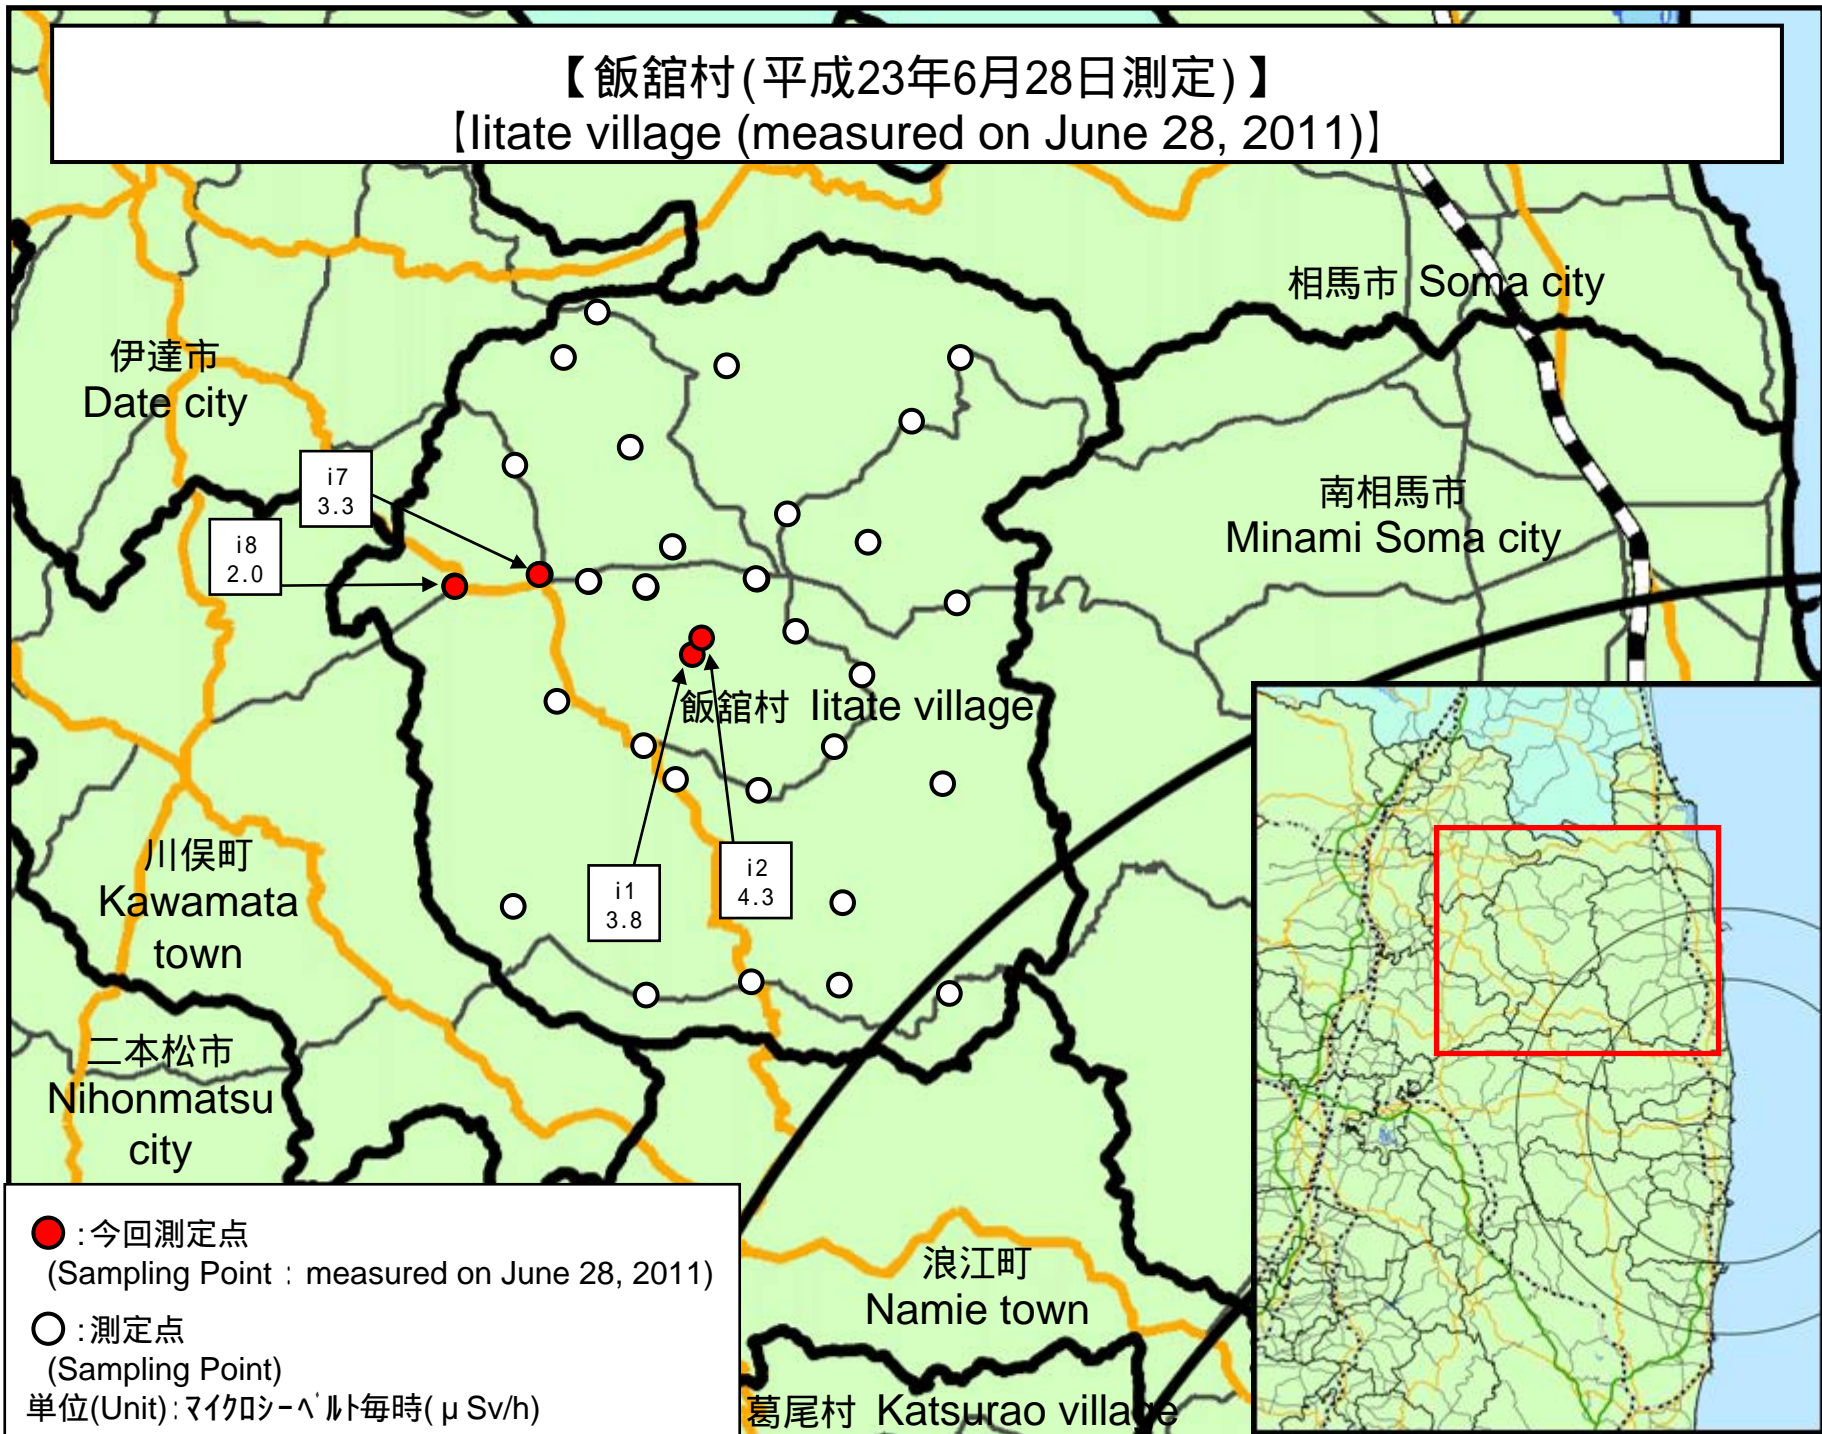 【飯舘村(平成23年6月28日測定)】
【Iitate village (measured on June 28, 2011)】
相馬市 Soma city
伊達市
Date city
i7
3.3
南相馬市
Minami Soma city
i8
2.0
飯舘村 Iitate village
川俣町
Kawamata
town
i1
3.8
i2
4.3
二本松市
Nihonmatsu
city
浪江町
Namie town
葛尾村 Katsurao village
:今回測定点
(Sampling Point : measured on June 28, 2011)
:測定点
(Sampling Point)
単位(Unit):マイクロシーベルト毎時(μSv/h)